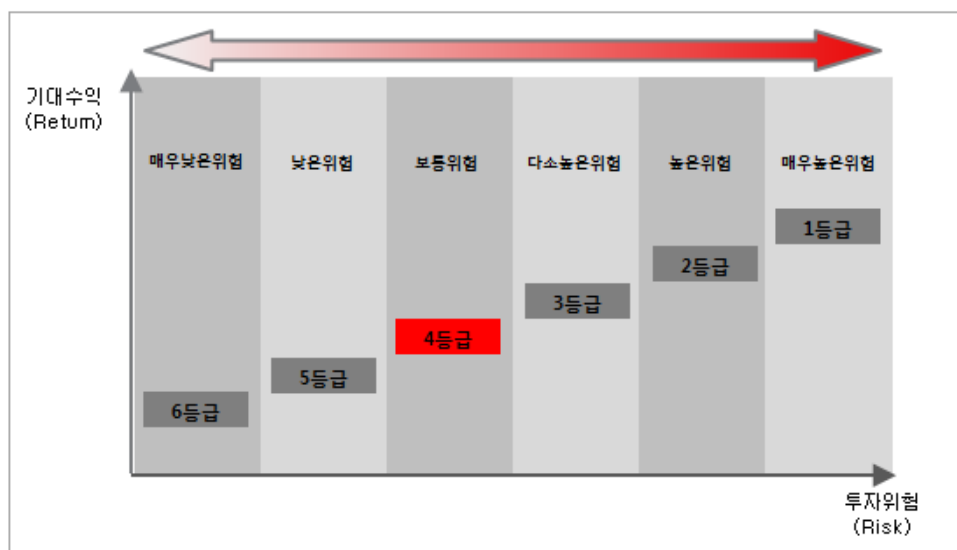 기대수익
(Return)
매우낮은위험
낮은위험
보통위험
다소높은위험
높은위험
매우높은위험
1등급
2등급
3등급
4등급
5등급
6등급
투자위험
(Risk)